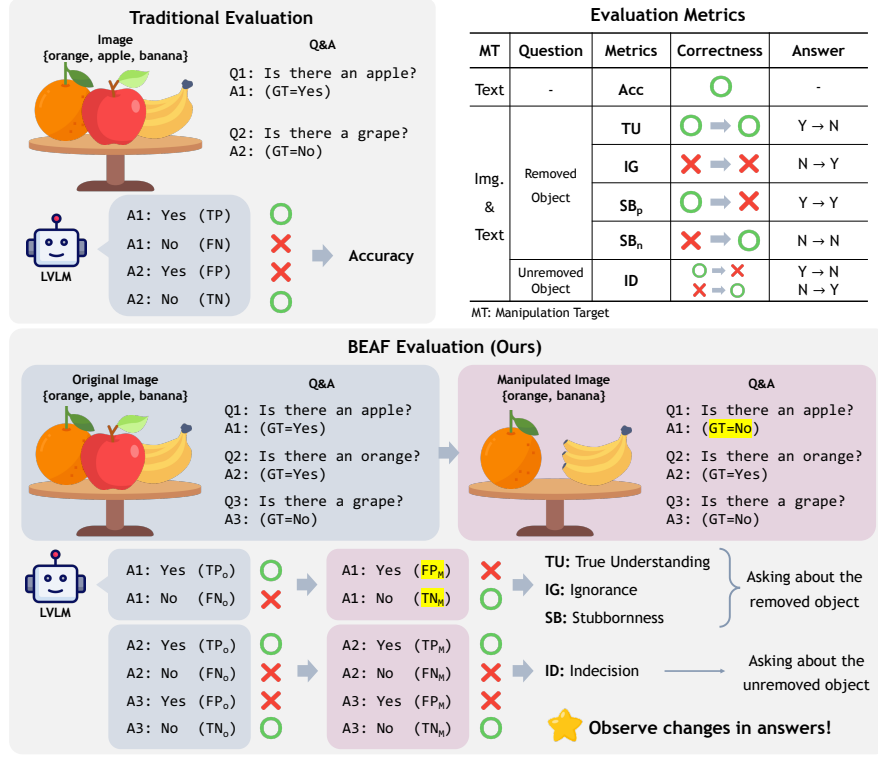 Traditional Evaluation
Image
{orange, apple, banana}
Q&A
Q1: Is there an apple?
A1: (GT=Yes)
Q2: Is there a grape?
A2: (GT=No)
LVLM
A1: Yes (TP)
A1: No (FN)
A2: Yes (FP)
A2: No (TN)
Accuracy
Evaluation Metrics
MT Question Metrics Correctness Answer
Text - Acc -
Img. & Text
Removed Object
TU Y → N
IG N → Y
SBp Y → Y
SBn N → N
Unremoved Object
ID Y → N
N → Y
MT: Manipulation Target
BEAF Evaluation (Ours)
Original Image
{orange, apple, banana}
Q&A
Q1: Is there an apple?
A1: (GT=Yes)
Q2: Is there an orange?
A2: (GT=Yes)
Q3: Is there a grape?
A3: (GT=No)
Manipulated Image
{orange, banana}
Q&A
Q1: Is there an apple?
A1: (GT=No)
Q2: Is there an orange?
A2: (GT=Yes)
Q3: Is there a grape?
A3: (GT=No)
LVLM
A1: Yes (TPo)
A1: No (FNo)
A1: Yes (FPM)
A1: No (TNM)
TU: True Understanding
IG: Ignorance
SB: Stubbornness
Asking about the
removed object
A2: Yes (TPo)
A2: No (FNo)
A3: Yes (FPo)
A3: No (TNo)
A2: Yes (TPM)
A2: No (FNM)
A3: Yes (FPM)
A3: No (TNM)
ID: Indecision
Asking about the
unremoved object
Observe changes in answers!